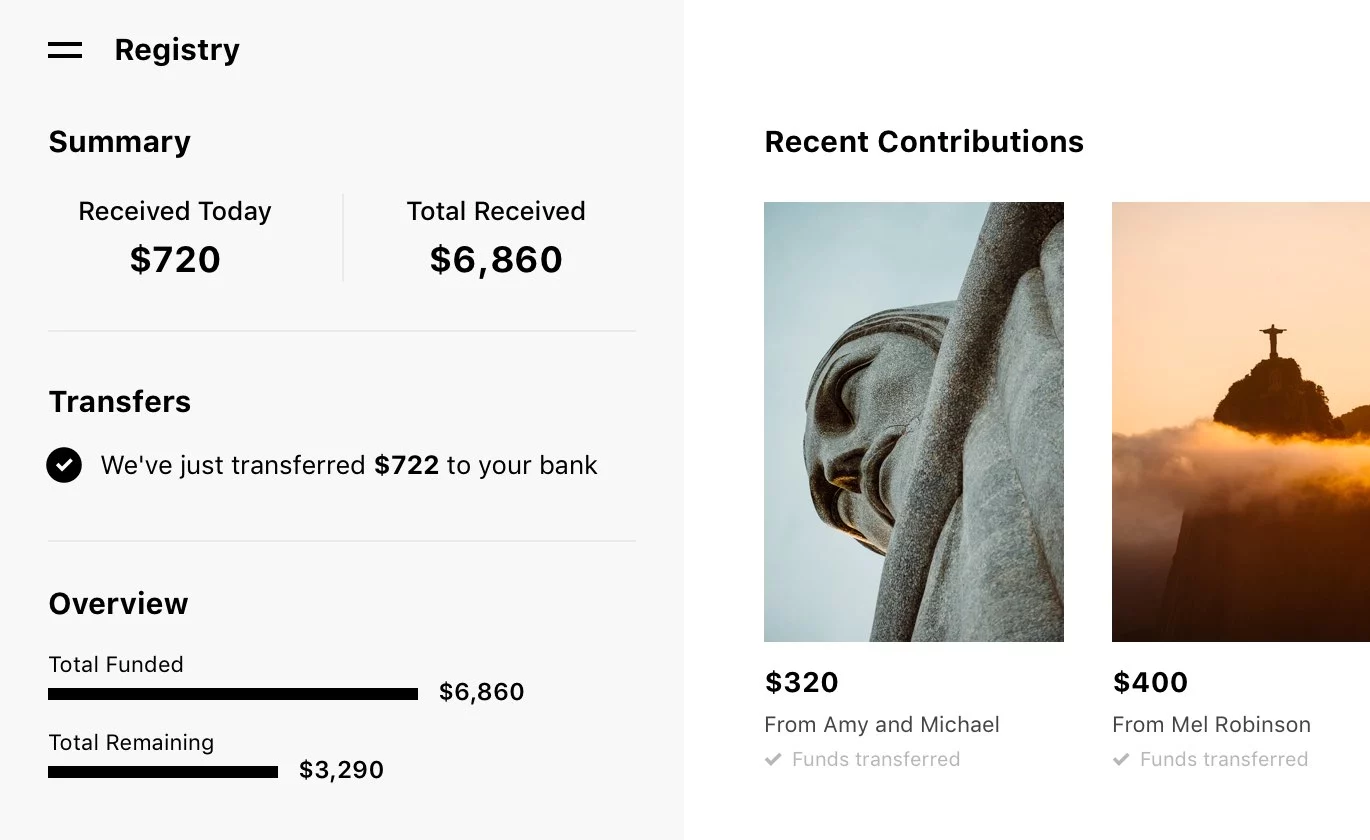 Registry
Summary
Received Today
$720
Total Received
$6,860
Transfers
We've just transferred $722 to your bank
Overview
Total Funded
$6,860
Total Remaining
$3,290
Recent Contributions
$320
From Amy and Michael
Funds transferred
$400
From Mel Robinson
Funds transferred